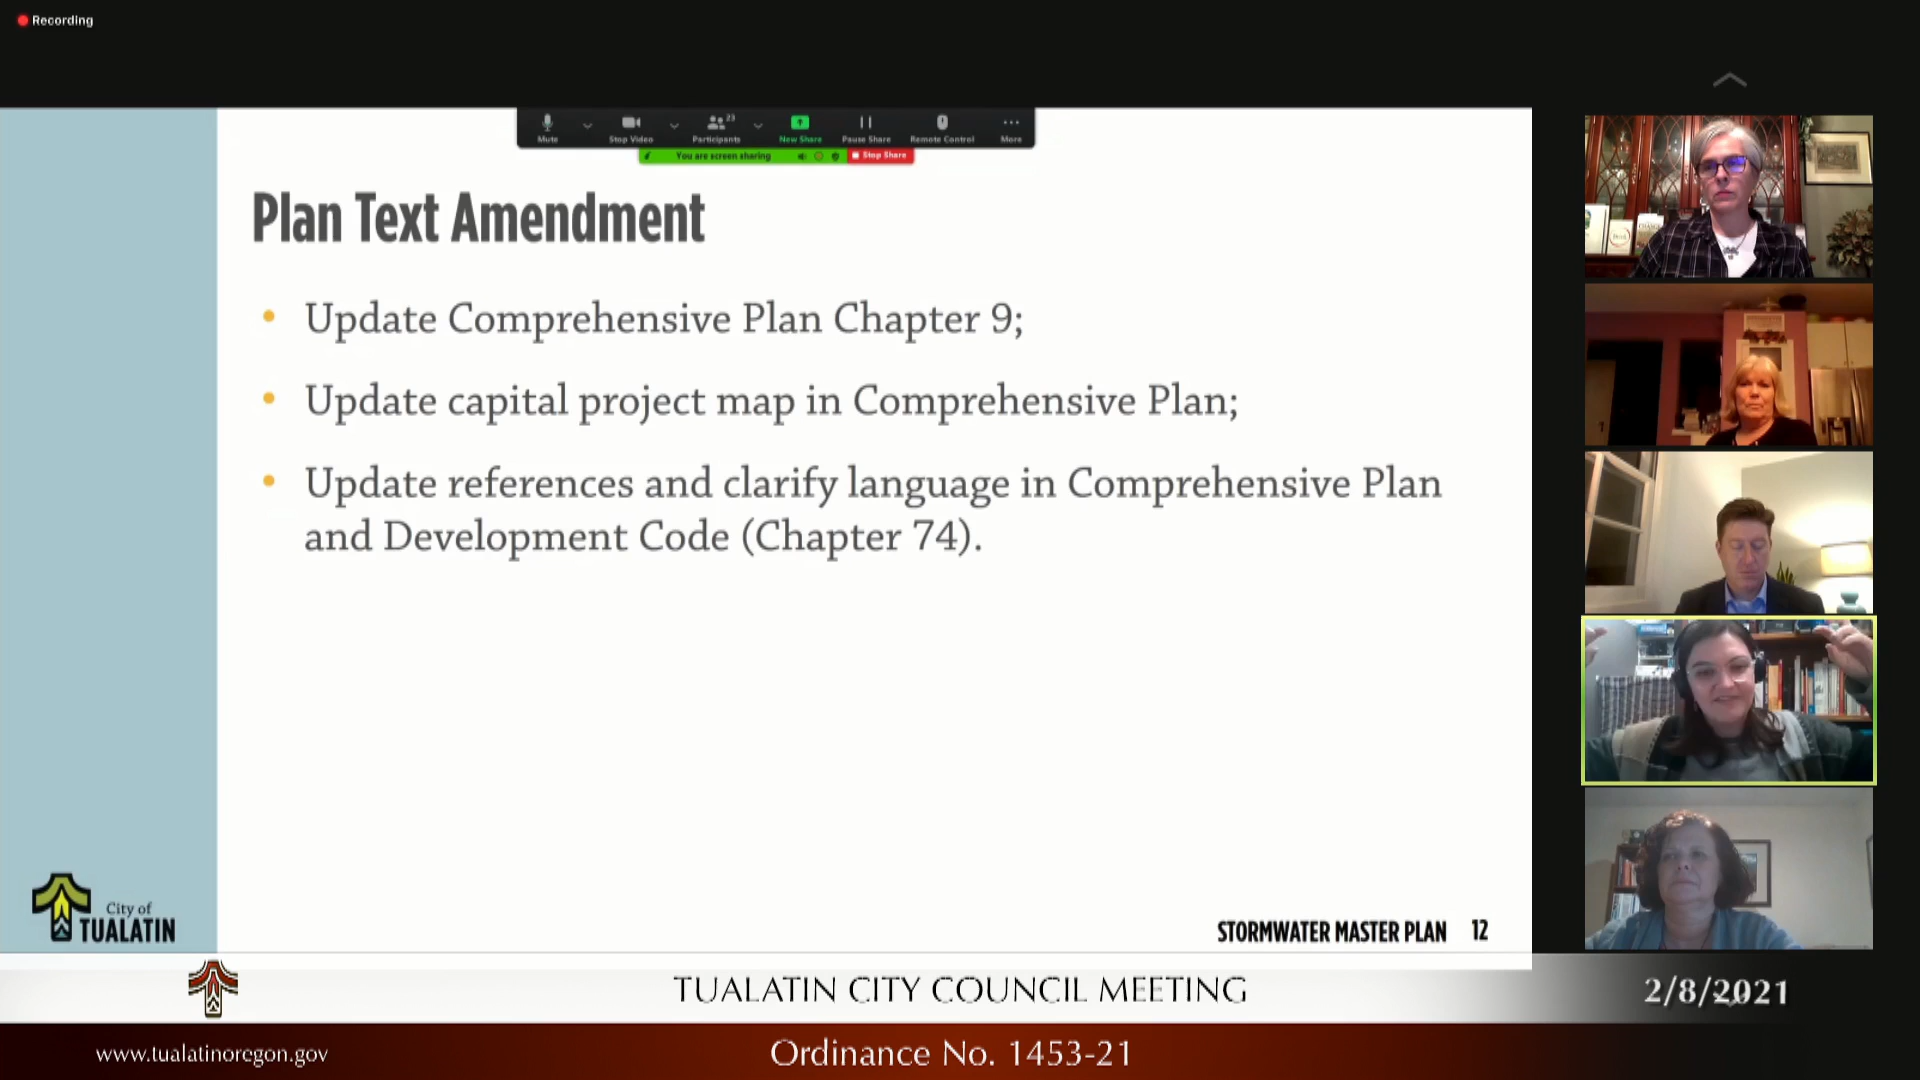 Recording
Mute
Stop Video
Participants
23
New Share
Pause Share
Remote Control
More
You are screen sharing
Stop Share
Plan Text Amendment
• Update Comprehensive Plan Chapter 9;
• Update capital project map in Comprehensive Plan;
• Update references and clarify language in Comprehensive Plan
and Development Code (Chapter 74).
City of
TUALATIN
STORMWATER MASTER PLAN 12
TUALATIN CITY COUNCIL MEETING
2/8/2021
www.tualatinoregon.gov
Ordinance No. 1453-21